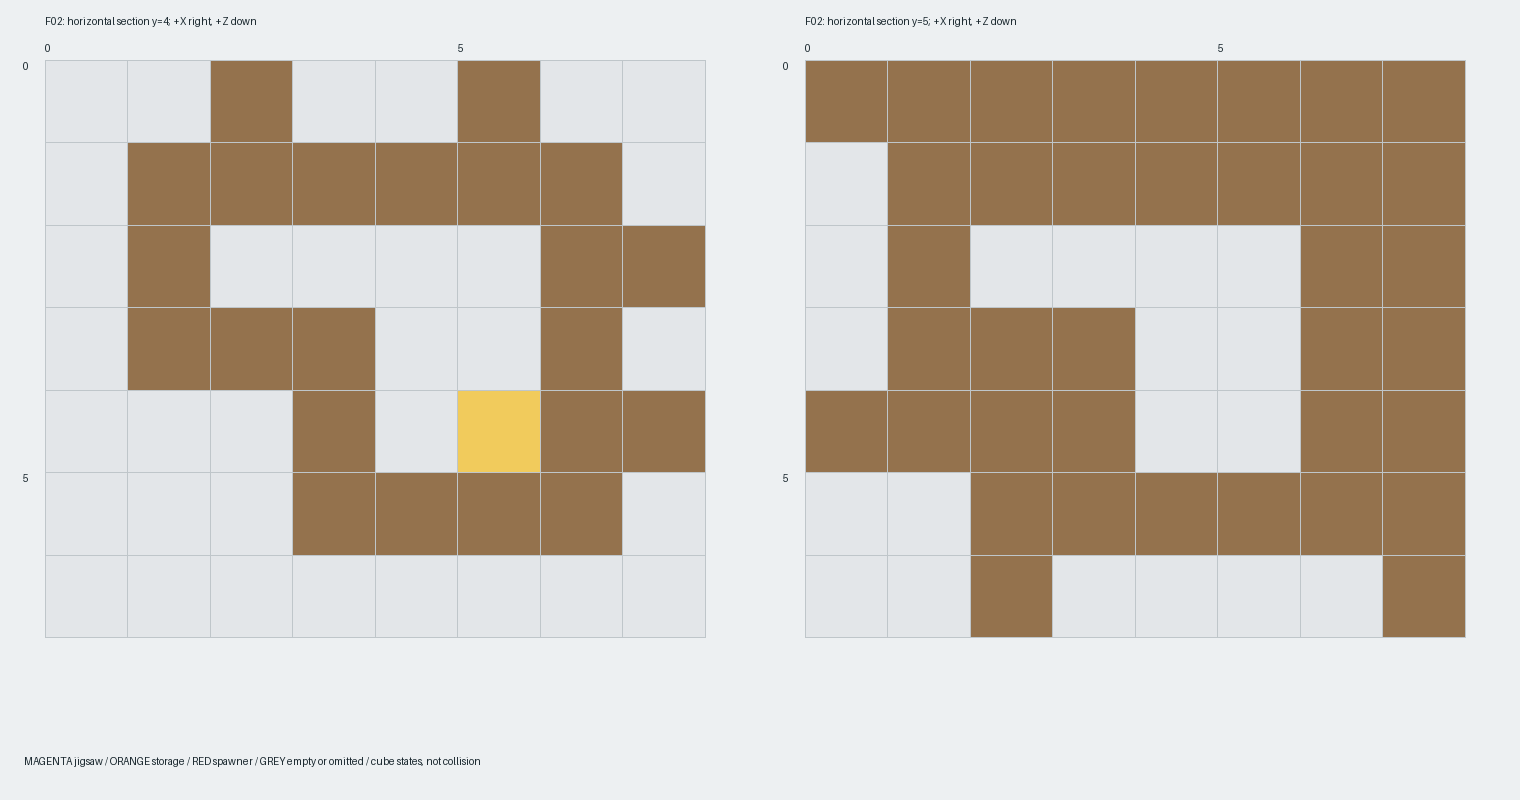 F02: horizontal section y=4; +X right, +Z down
F02: horizontal section y=5; +X right, +Z down
0 5
0 5
0
0
5
5
MAGENTA jigsaw / ORANGE storage / RED spawner / GREY empty or omitted / cube states, not collision